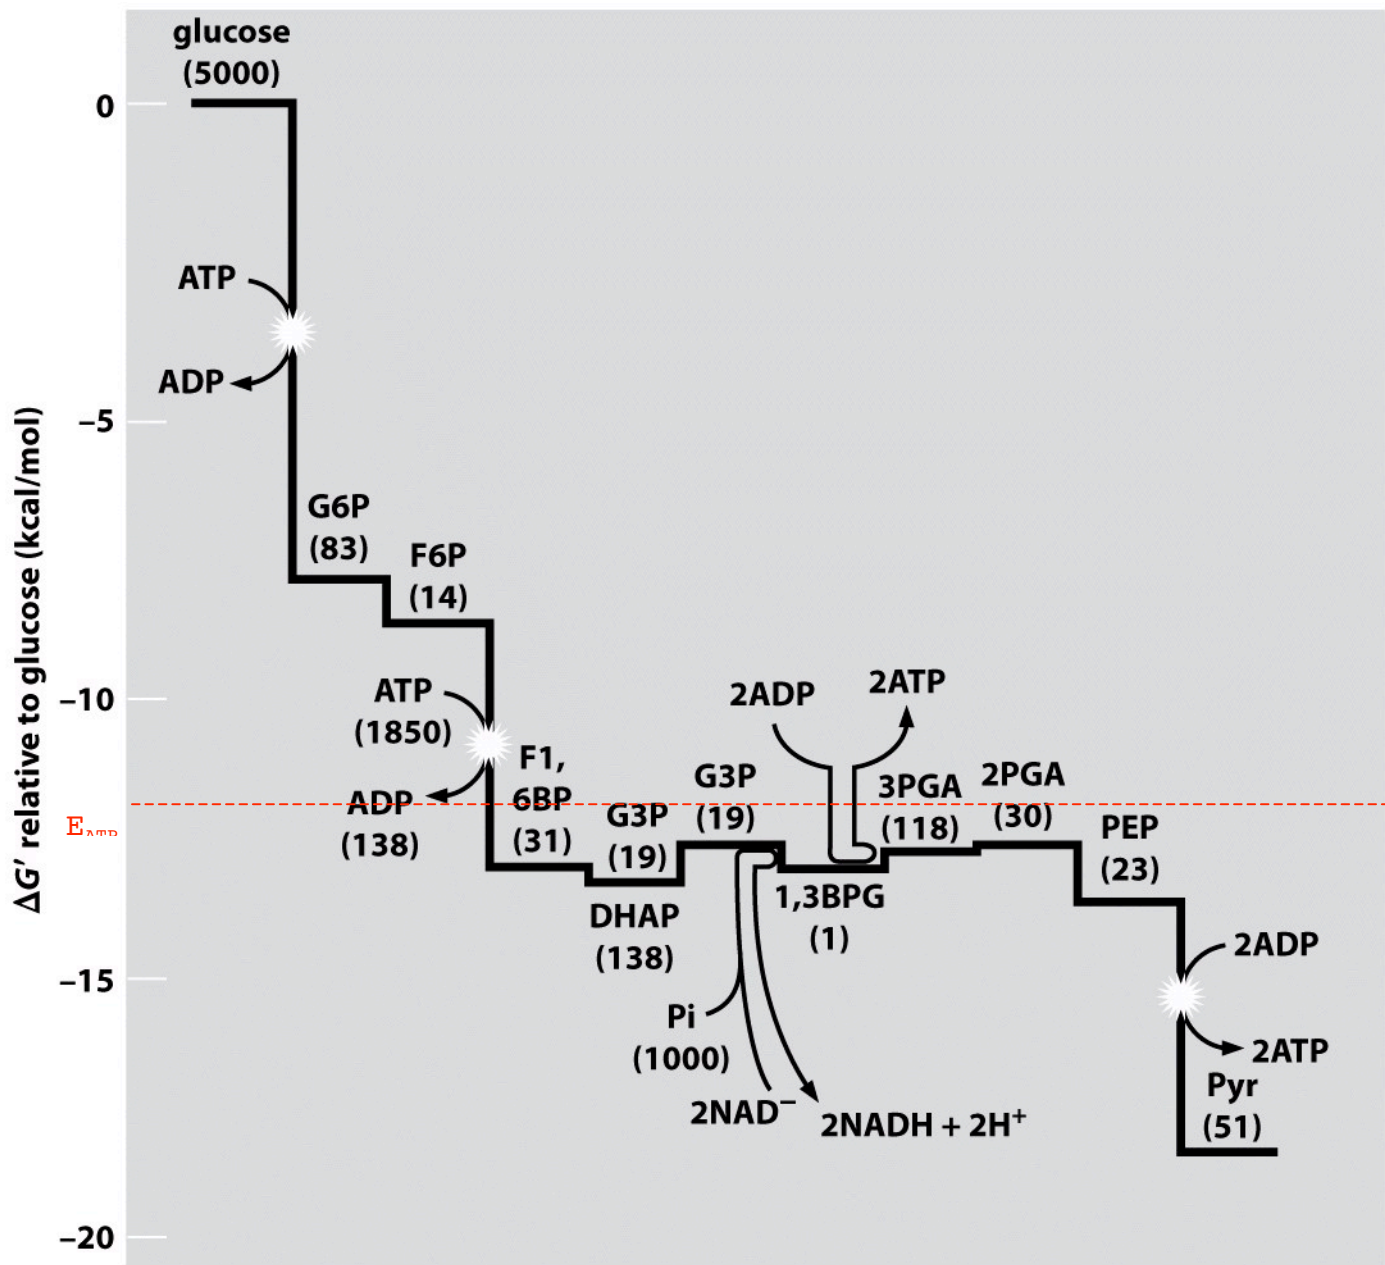 glucose
(5000)
0
ATP
ADP
−5
G6P
(83)
F6P
(14)
−10
ATP
(1850)
ADP
(138)
F1,
6BP
(31)
G3P
(19)
DHAP
(138)
G3P
(19)
2ADP
2ATP
1,3BPG
(1)
3PGA
(118)
2PGA
(30)
PEP
(23)
E_ATP
ΔG′ relative to glucose (kcal/mol)
−15
Pi
(1000)
2NAD⁻
2NADH + 2H⁺
2ADP
2ATP
Pyr
(51)
−20